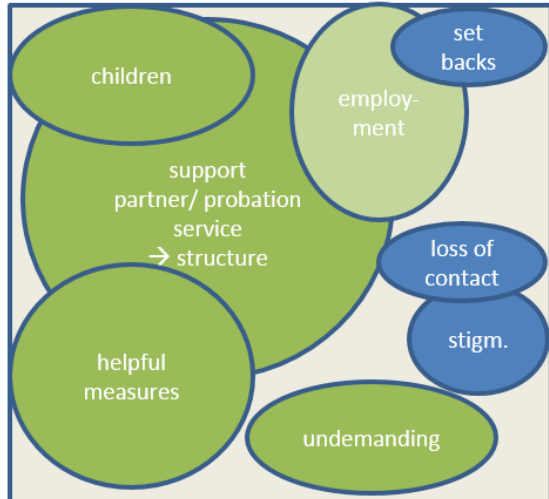 children
set
backs
employ-
ment
support
partner/ probation
service
→ structure
loss of
contact
stigm.
helpful
measures
undemanding